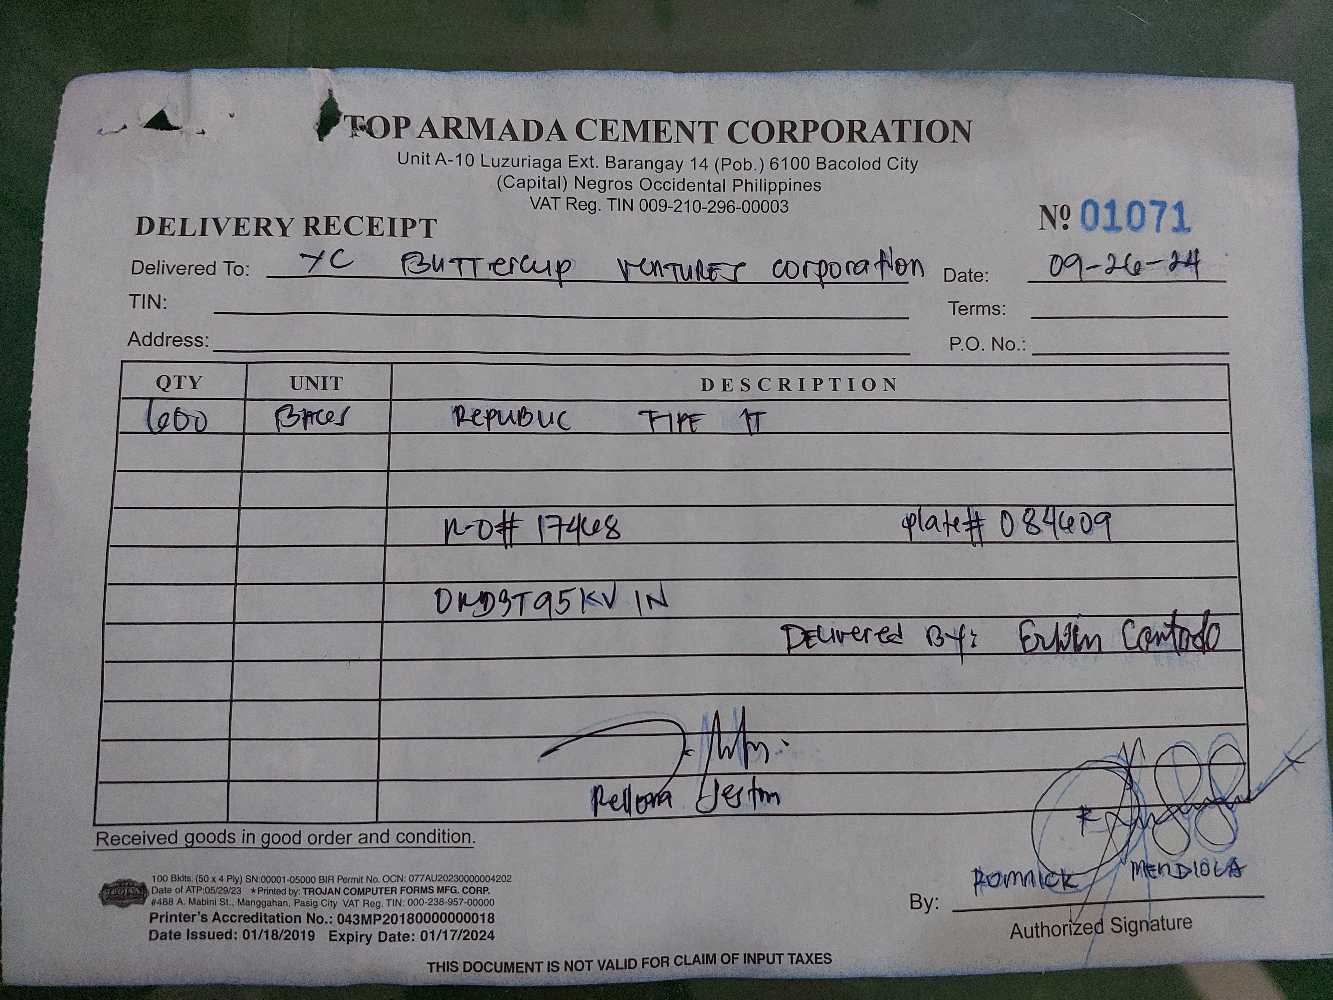 TOP ARMADA CEMENT CORPORATION
Unit A-10 Luzuriaga Ext. Barangay 14 (Pob.) 6100 Bacolod City
(Capital) Negros Occidental Philippines
VAT Reg. TIN 009-210-296-00003
DELIVERY RECEIPT
Nº 01071
Delivered To: YC Buttercup Ventures Corporation Date: 09-26-24
TIN: Terms:
Address: P.O. No.:
QTY UNIT DESCRIPTION
600 Bags Republic Type 1T
17468 plate# 084609
IN
Delivered By: Erwin
Romnick Mendiola
Received goods in good order and condition.
By:
Authorized Signature
TROJAN
100 Bklts. (50 x 4 Ply) SN:00001-05000 BIR Permit No. OCN: 077AU20230000004202
Date of ATP:05/29/23 *Printed by: TROJAN COMPUTER FORMS MFG. CORP.
#488 A. Mabini St., Manggahan, Pasig City VAT Reg. TIN: 000-238-957-00000
Printer's Accreditation No.: 043MP20180000000018
Date Issued: 01/18/2019 Expiry Date: 01/17/2024
THIS DOCUMENT IS NOT VALID FOR CLAIM OF INPUT TAXES